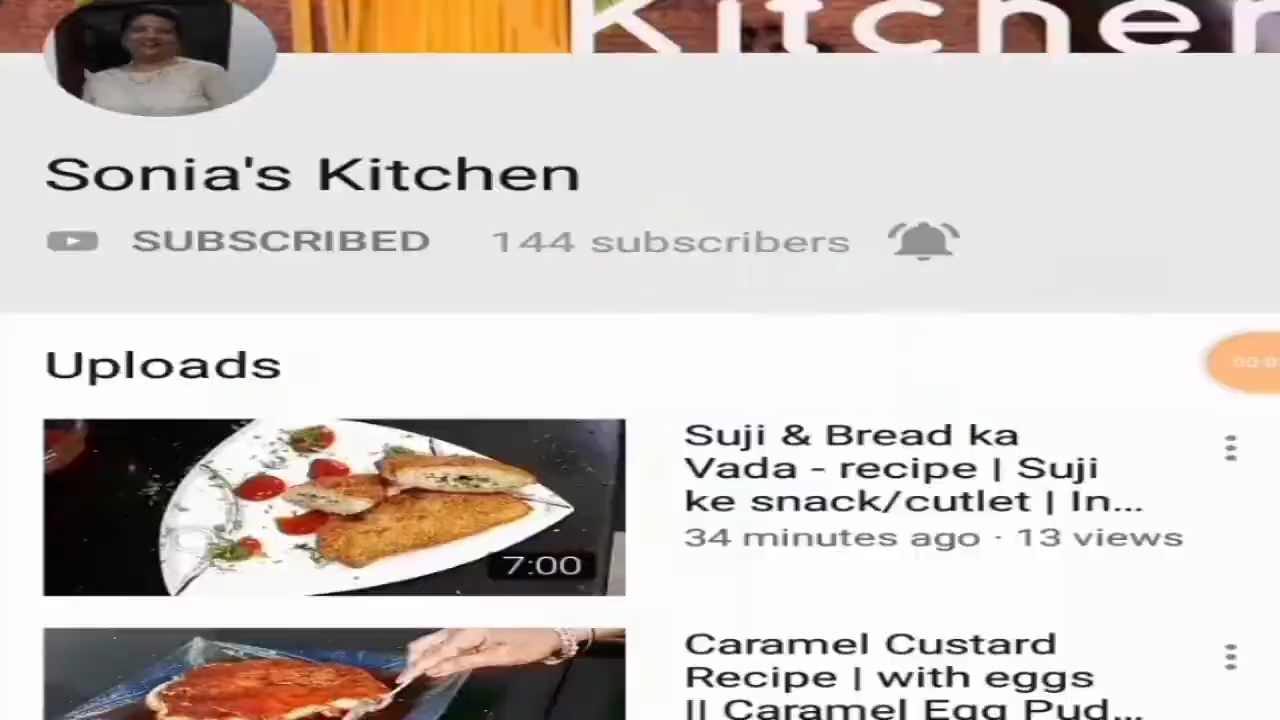 Kitchen
Sonia's Kitchen
SUBSCRIBED 144 subscribers
Uploads
Suji & Bread ka
Vada - recipe | Suji
ke snack/cutlet | In...
34 minutes ago · 13 views
7:00
Caramel Custard
Recipe | with eggs
|| Caramel Egg Pud...